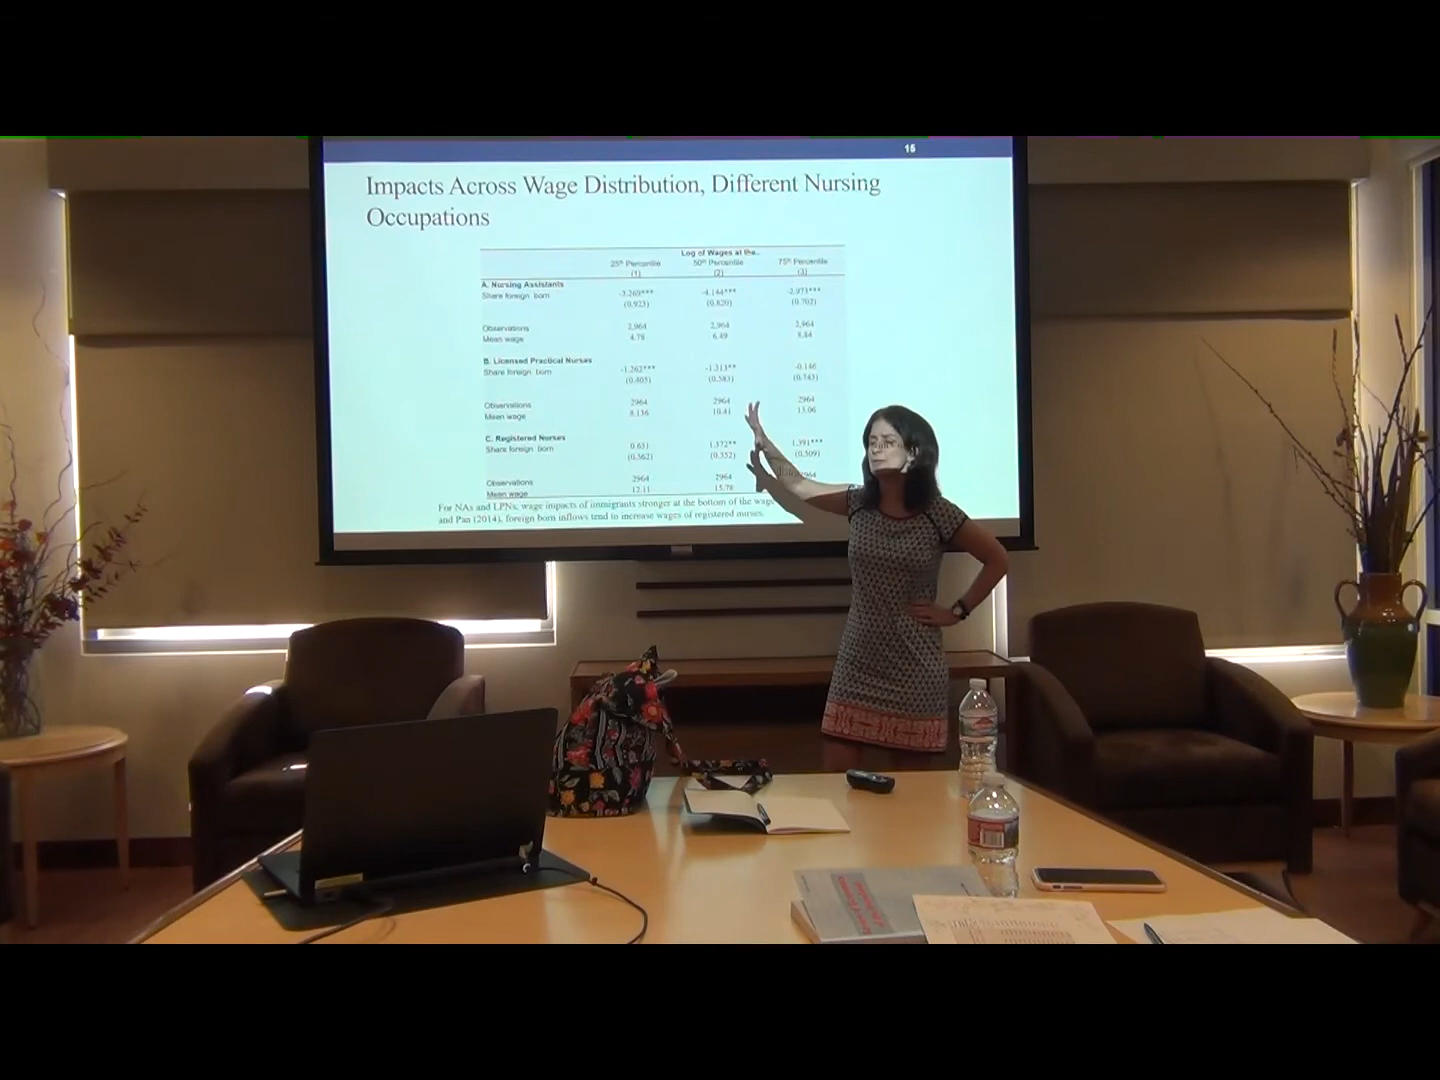 15
Impacts Across Wage Distribution, Different Nursing
Occupations
Log of Wages at the..
25th Percentile 50th Percentile 75th Percentile
(1) (2) (3)
A. Nursing Assistants
Share foreign born -3.269*** -4.144*** -2.973***
(0.923) (0.820) (0.702)
Observations 2,964 2,964 2,964
Mean wage 4.78 6.49 8.44
B. Licensed Practical Nurses
Share foreign born -1.262*** -1.313** -0.146
(0.405) (0.583) (0.743)
Observations 2964 2964 2964
Mean wage 8.136 10.41 13.06
C. Registered Nurses
Share foreign born 0.631 1.372** 1.391***
(0.362) (0.352) (0.509)
Observations 2964 2964 2964
Mean wage 12.11 15.78
For NAs and LPNs, wage impacts of immigrants stronger at the bottom of the wage
and Pan (2014), foreign born inflows tend to increase wages of registered nurses.